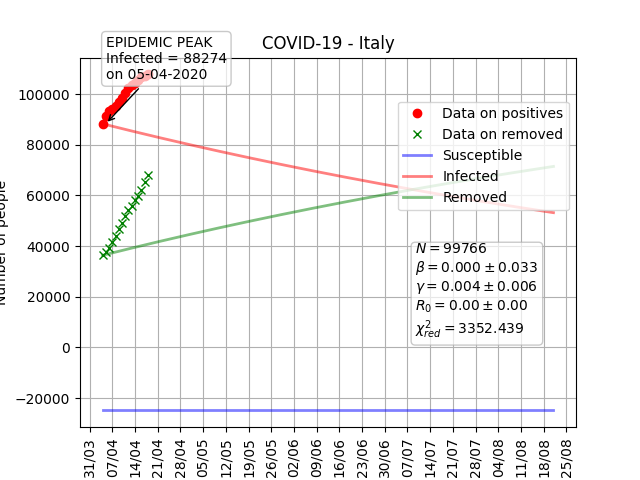 COVID-19 - Italy
EPIDEMIC PEAK
Infected = 88274
on 05-04-2020
Number of people
100000
80000
60000
40000
20000
0
−20000
Data on positives
Data on removed
Susceptible
Infected
Removed
N = 99766
β = 0.000 ± 0.033
γ = 0.004 ± 0.006
R₀ = 0.00 ± 0.00
χ²_red = 3352.439
31/03
07/04
14/04
21/04
28/04
05/05
12/05
19/05
26/05
02/06
09/06
16/06
23/06
30/06
07/07
14/07
21/07
28/07
04/08
11/08
18/08
25/08